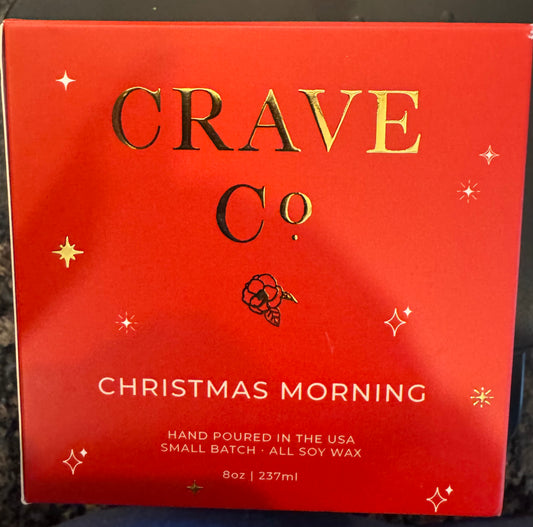 CRAVE
Co
CHRISTMAS MORNING
HAND POURED IN THE USA
SMALL BATCH · ALL SOY WAX
8oz | 237ml